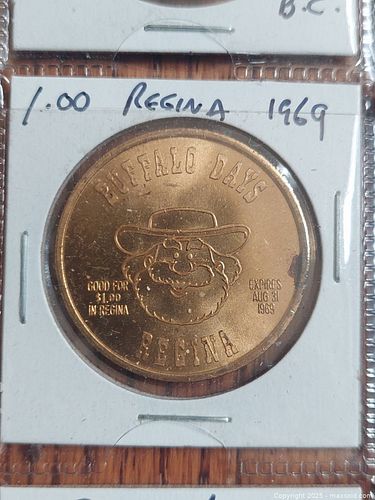 B.C.
1.00 REGINA 1969
BUFFALO DAYS
GOOD FOR
$1.00
IN REGINA
EXPIRES
AUG 31
1969
REGINA
Copyright 2025 - maxsold.com